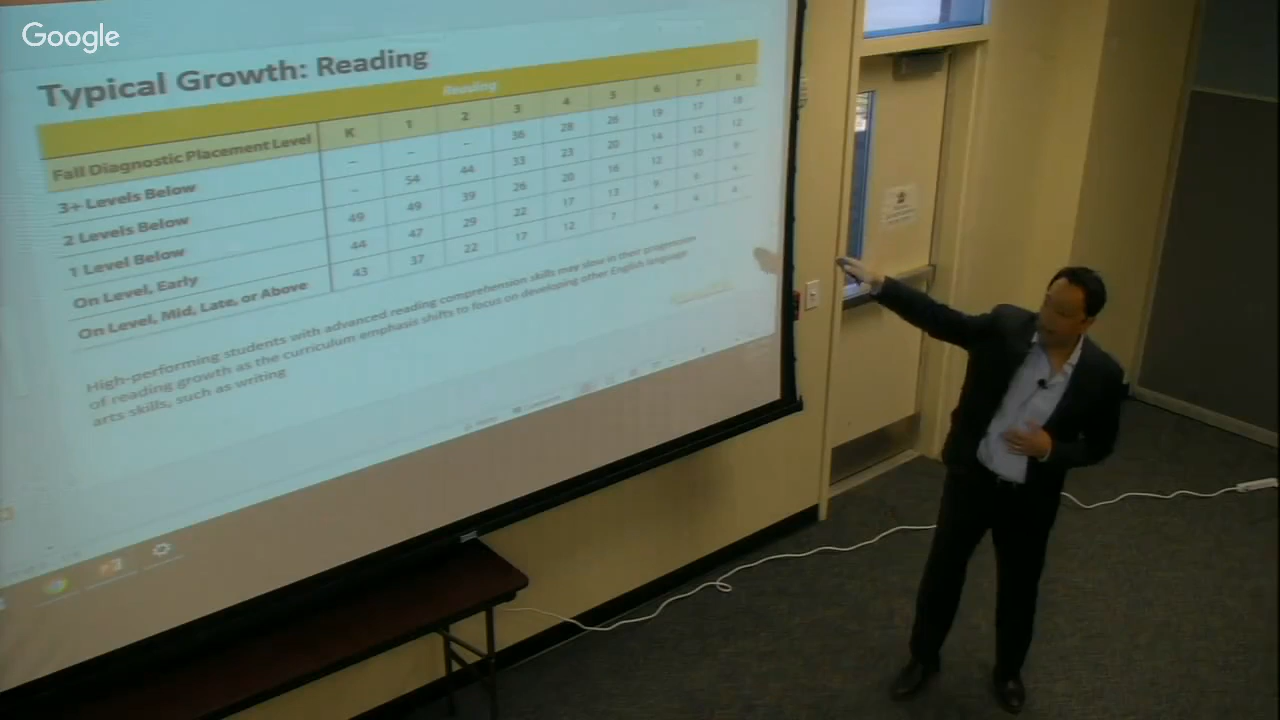 Google
Typical Growth: Reading
Reading
Fall Diagnostic Placement Level K 1 2 3 4 5 6 7 8
3+ Levels Below – – – 36 28 26 19 17 18
2 Levels Below – 54 44 33 23 20 14 12 12
1 Level Below 49 49 39 26 20 16 12 10
On Level, Early 44 47 29 22 17 13 9
On Level, Mid, Late, or Above 43 37 22 17 12 7 4 4 4
High-performing students with advanced reading comprehension skills may slow in their progression
of reading growth as the curriculum emphasis shifts to focus on developing other English language
arts skills, such as writing